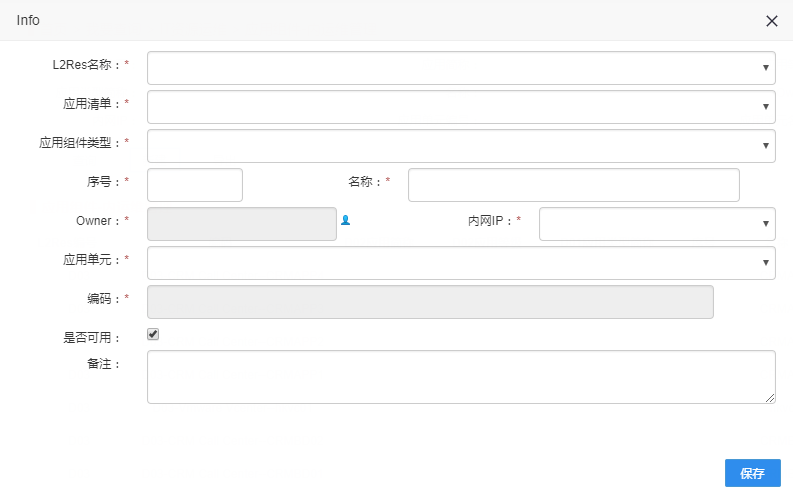 Info
L2Res名称：*
应用清单：*
应用组件类型：*
序号：* 名称：*
Owner：* 内网IP：*
应用单元：*
编码：*
是否可用：
备注：
保存